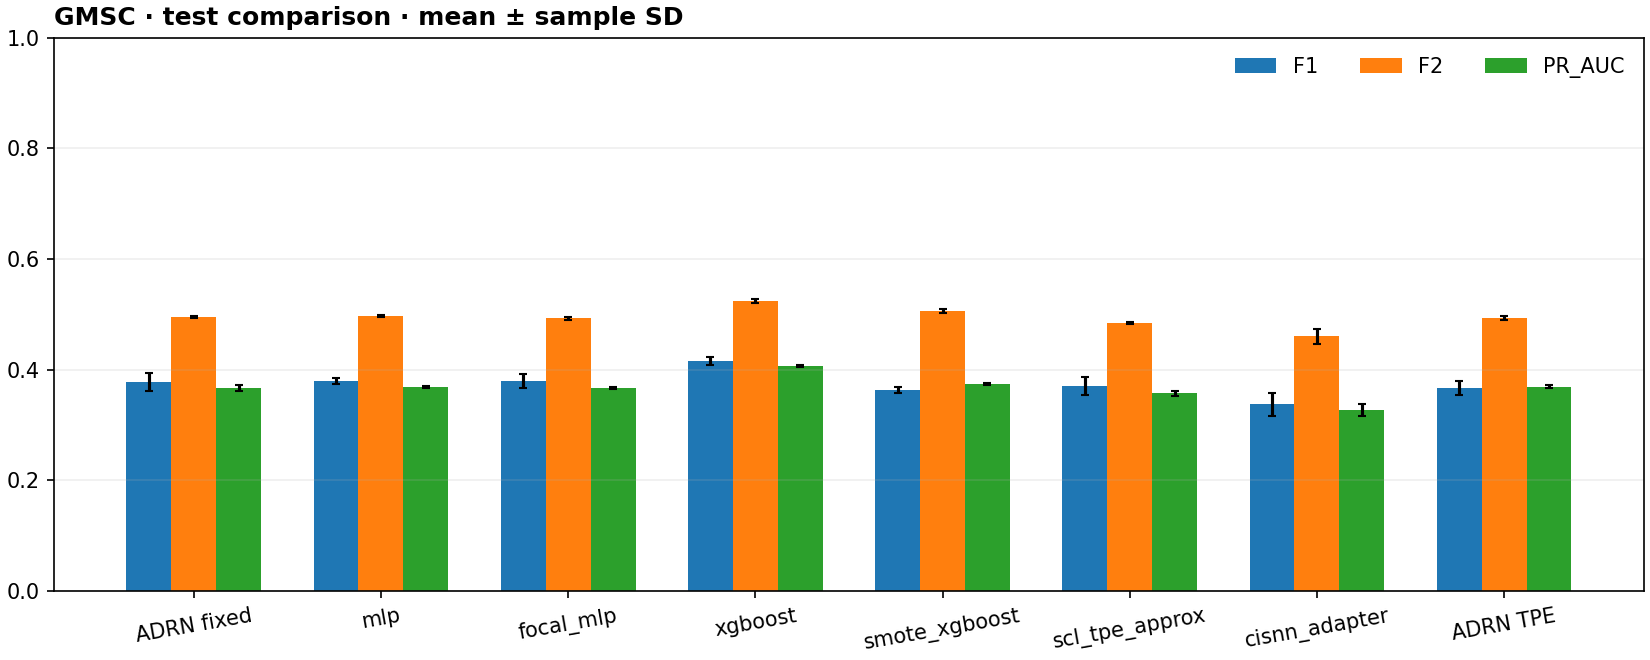 GMSC · test comparison · mean ± sample SD
F1 F2 PR_AUC
1.0
0.8
0.6
0.4
0.2
0.0
ADRN fixed mlp focal_mlp xgboost smote_xgboost scl_tpe_approx cisnn_adapter ADRN TPE